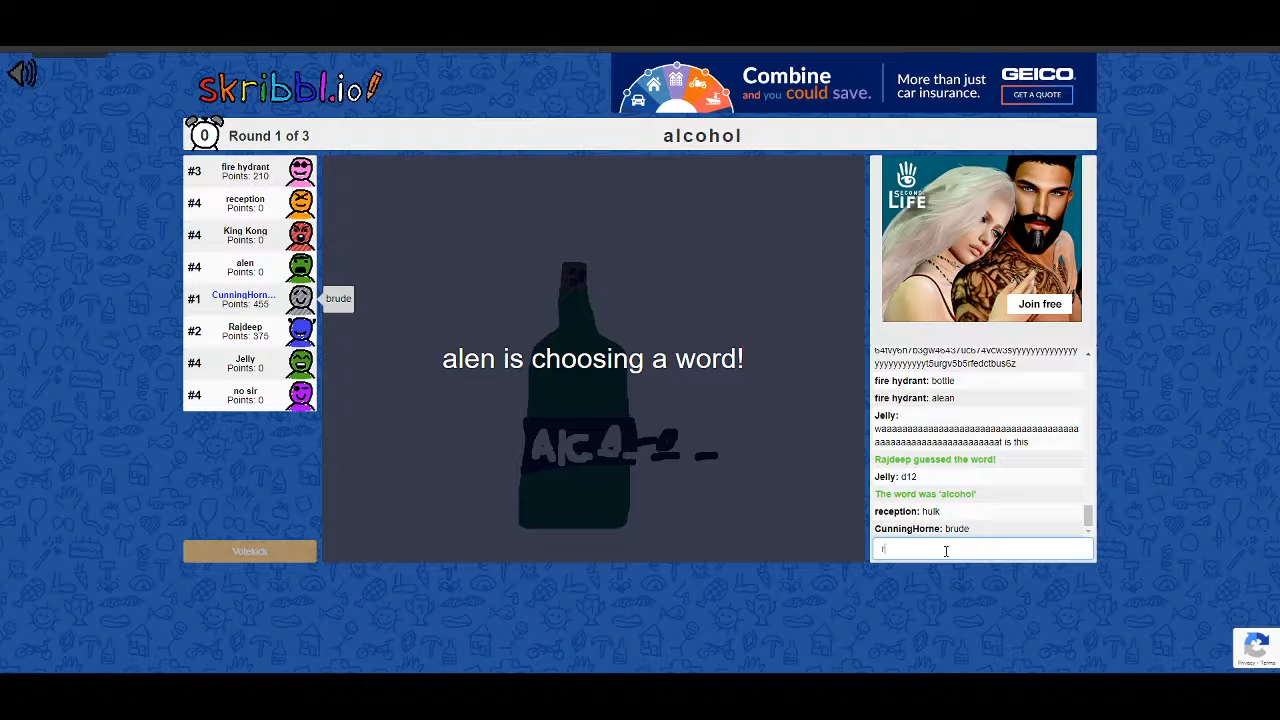 skribbl.io
Combine
and you could save.
More than just
car insurance.
GEICO
GET A QUOTE
0
Round 1 of 3
alcohol
#3
fire hydrant
Points: 210
#4
reception
Points: 0
#4
King Kong
Points: 0
#4
alen
Points: 0
#1
CunningHorn...
Points: 455
brude
#2
Rajdeep
Points: 375
#4
Jelly
Points: 0
#4
no sir
Points: 0
Votekick
alen is choosing a word!
SECOND
LIFE
Join free
fire hydrant: bottle
fire hydrant: alean
Jelly:
Rajdeep guessed the word!
Jelly: d12
The word was 'alcohol'
reception: hulk
CunningHorne: brude
Privacy - Terms